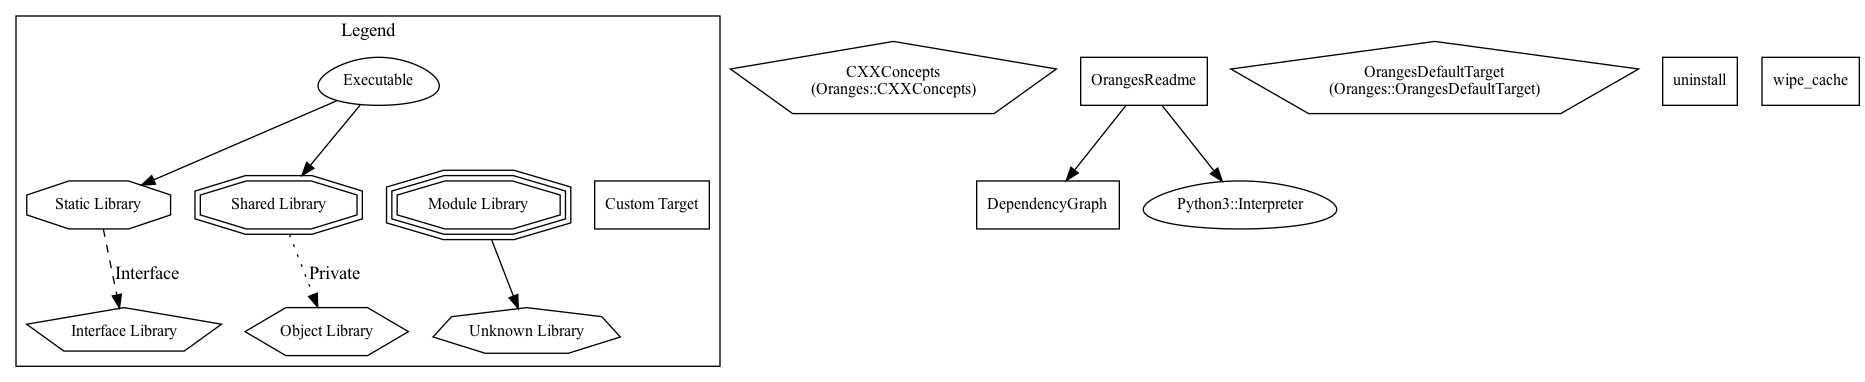 Legend
Executable
Static Library
Shared Library
Module Library
Custom Target
Interface
Private
Interface Library
Object Library
Unknown Library
CXXConcepts
(Oranges::CXXConcepts)
OrangesReadme
OrangesDefaultTarget
(Oranges::OrangesDefaultTarget)
uninstall
wipe_cache
DependencyGraph
Python3::Interpreter